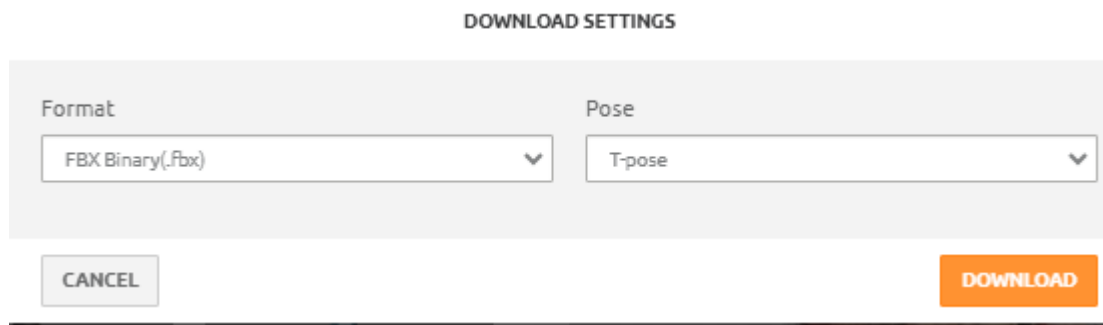 DOWNLOAD SETTINGS
Format
Pose
FBX Binary(.fbx)
T-pose
CANCEL
DOWNLOAD